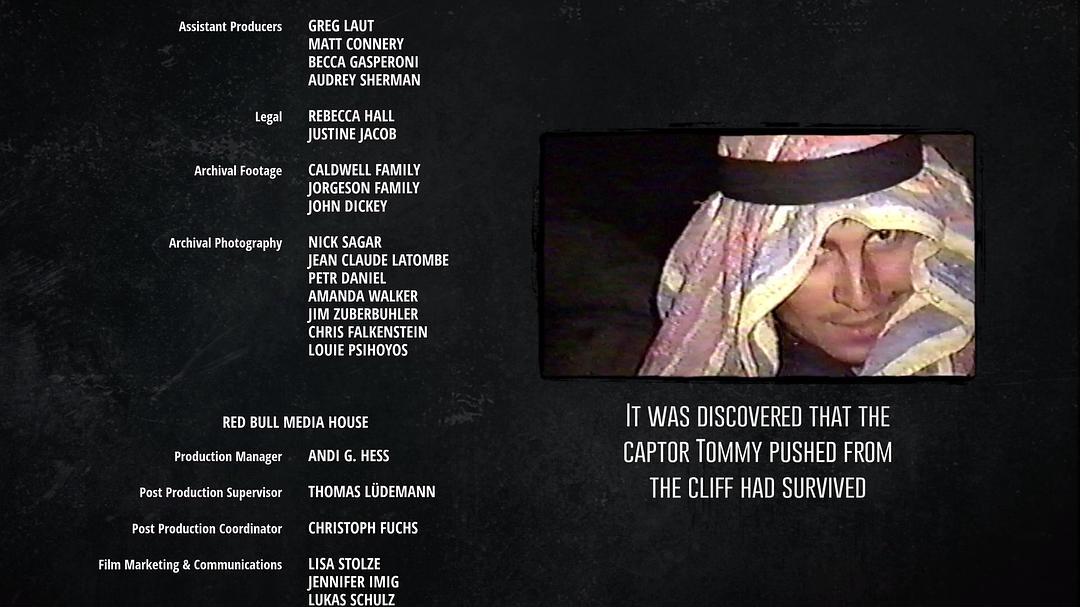 Assistant Producers GREG LAUT
MATT CONNERY
BECCA GASPERONI
AUDREY SHERMAN
Legal REBECCA HALL
JUSTINE JACOB
Archival Footage CALDWELL FAMILY
JORGESON FAMILY
JOHN DICKEY
Archival Photography NICK SAGAR
JEAN CLAUDE LATOMBE
PETR DANIEL
AMANDA WALKER
JIM ZUBERBUHLER
CHRIS FALKENSTEIN
LOUIE PSIHOYOS
RED BULL MEDIA HOUSE
Production Manager ANDI G. HESS
Post Production Supervisor THOMAS LÜDEMANN
Post Production Coordinator CHRISTOPH FUCHS
Film Marketing & Communications LISA STOLZE
JENNIFER IMIG
LUKAS SCHULZ
IT WAS DISCOVERED THAT THE
CAPTOR TOMMY PUSHED FROM
THE CLIFF HAD SURVIVED